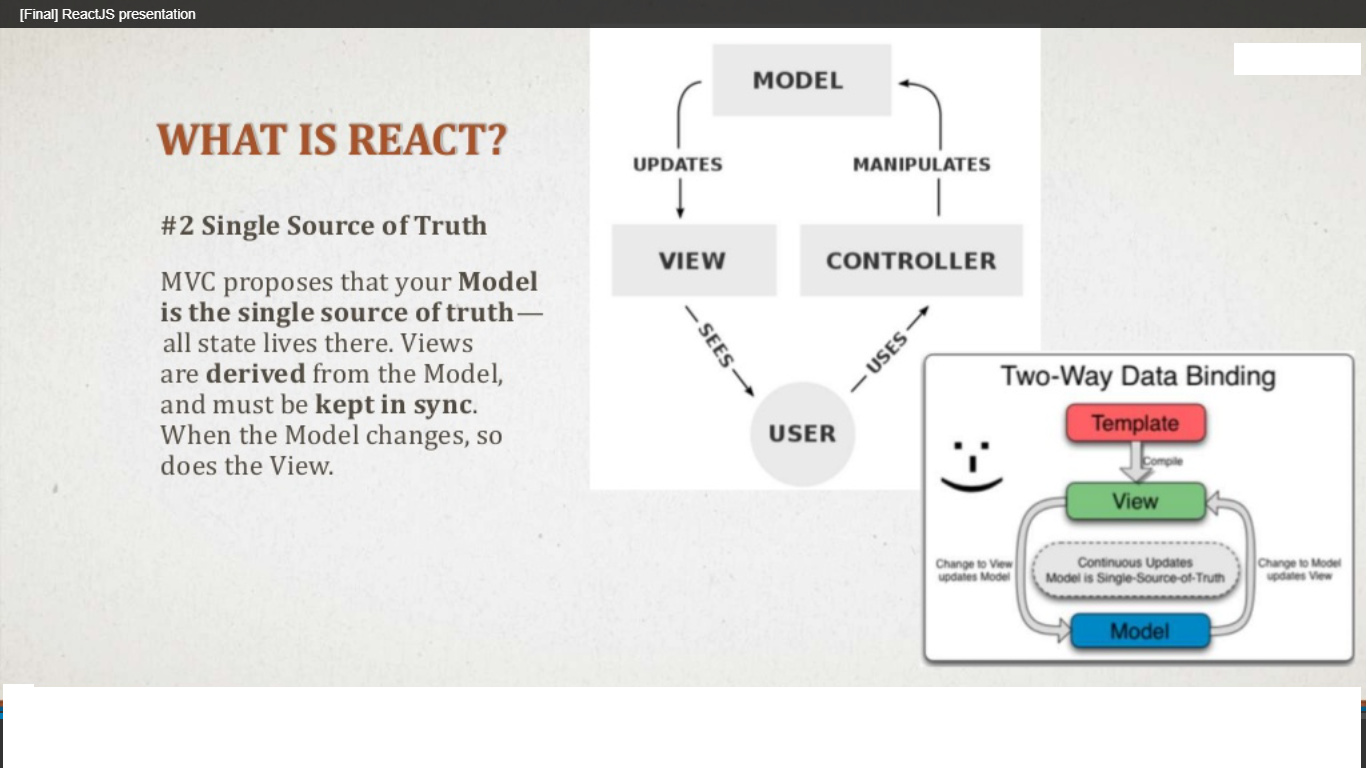 [Final] ReactJS presentation
WHAT IS REACT?
#2 Single Source of Truth
MVC proposes that your Model
is the single source of truth—
all state lives there. Views
are derived from the Model,
and must be kept in sync.
When the Model changes, so
does the View.
MODEL
UPDATES
MANIPULATES
VIEW
CONTROLLER
SEES
USES
USER
Two-Way Data Binding
Template
Compile
View
Change to View
updates Model
Continuous Updates
Model is Single-Source-of-Truth
Change to Model
updates View
Model